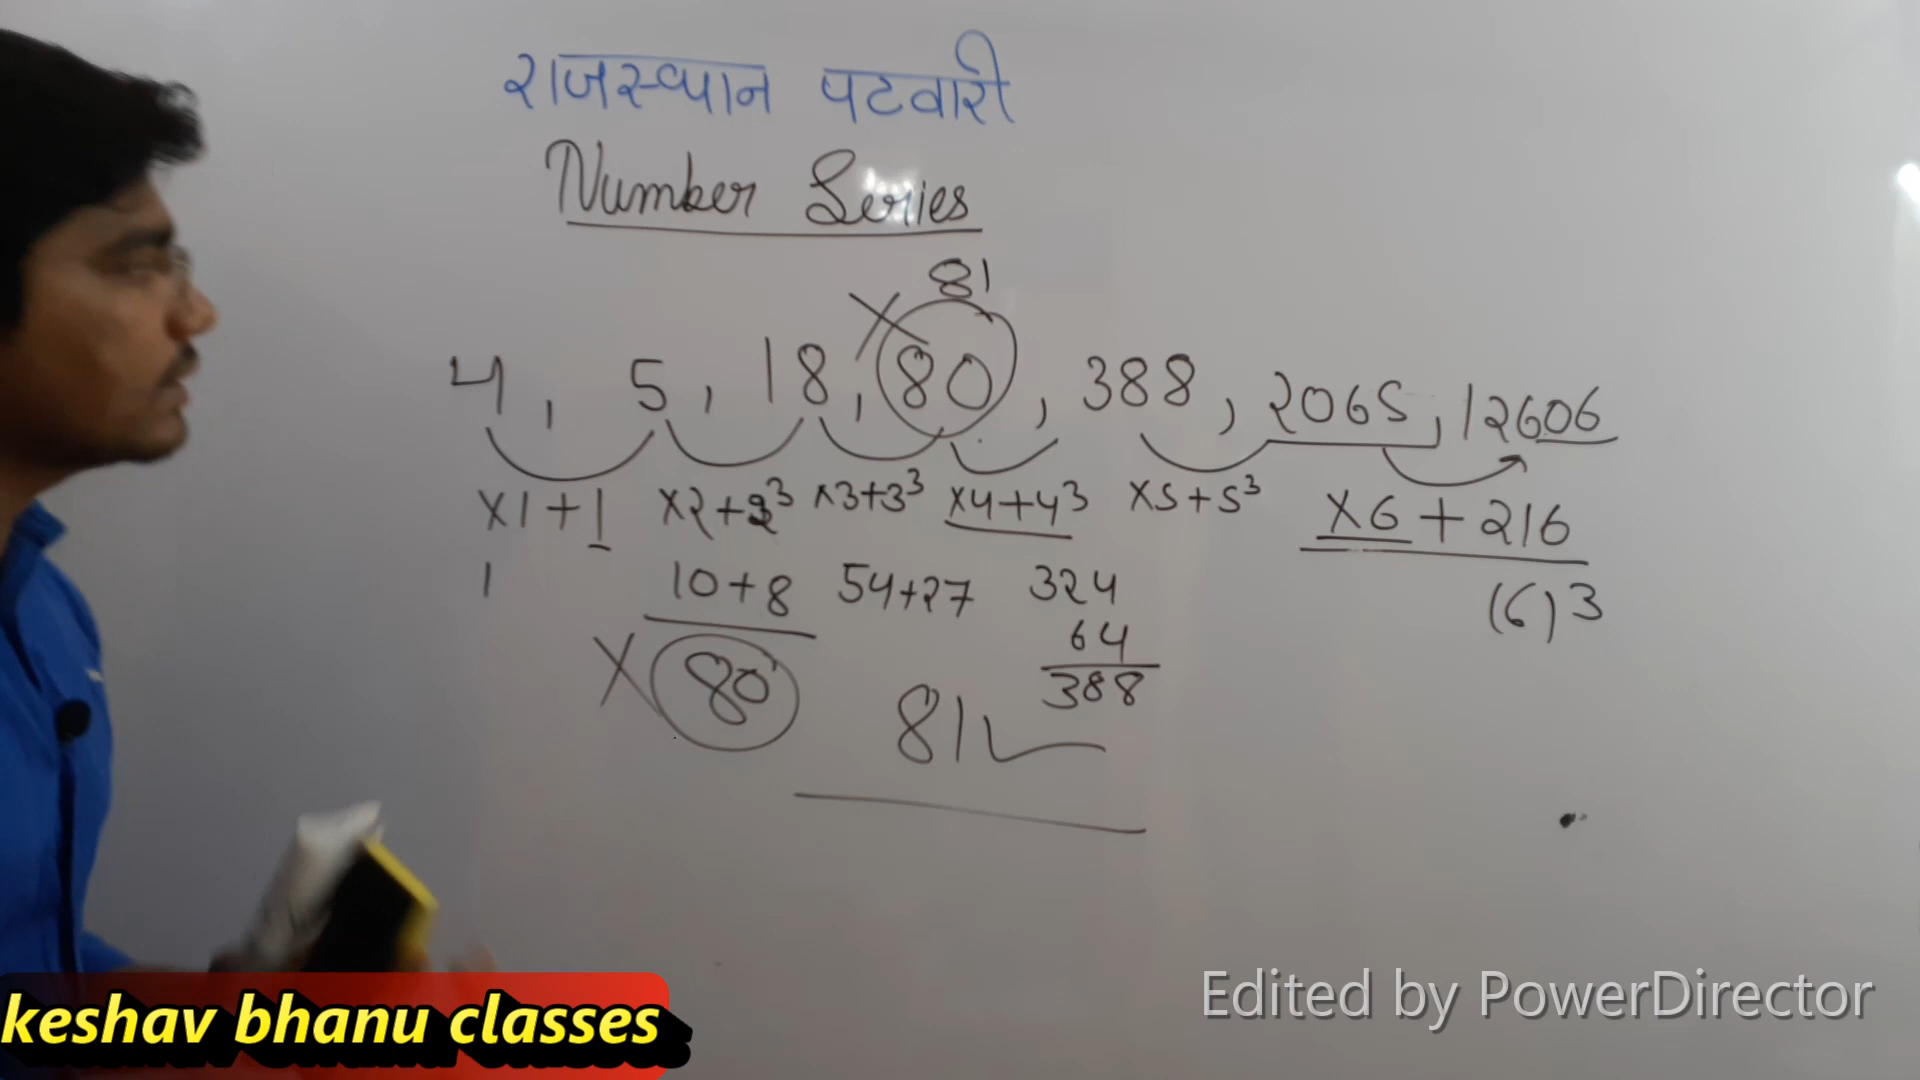 राजस्थान पटवारी
Number Series
81
4, 5, 18, 80, 388, 2065, 12606
×1+1 ×2+2³ ×3+3³ ×4+4³ ×5+5³ ×6+216
1 10+8 54+27 324 (6)³
64
80 388
81
keshav bhanu classes
Edited by PowerDirector